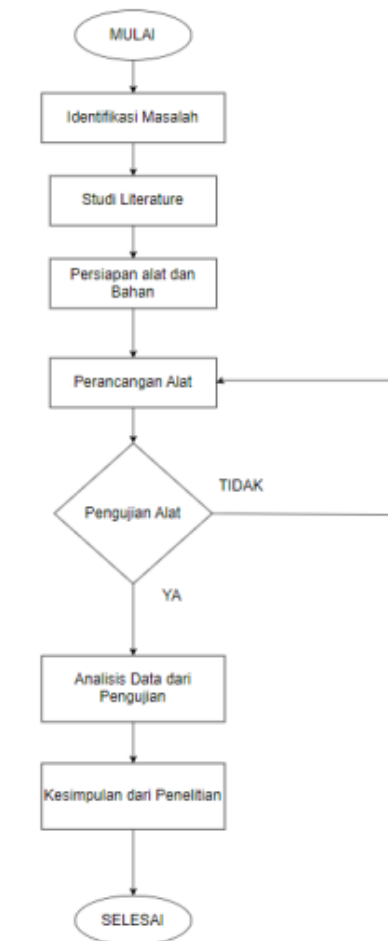 MULAI
Identifikasi Masalah
Studi Literature
Persiapan alat dan
Bahan
Perancangan Alat
Pengujian Alat
TIDAK
YA
Analisis Data dari
Pengujian
Kesimpulan dari Penelitian
SELESAI